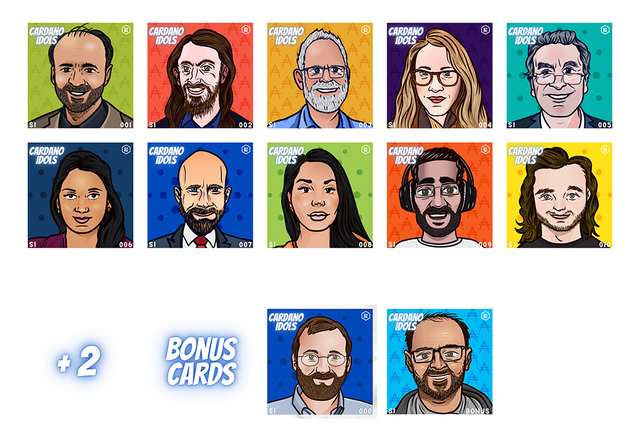 CARDANO IDOLS
S1 001
CARDANO IDOLS
S1 002
CARDANO IDOLS
S1 003
CARDANO IDOLS
S1 004
CARDANO IDOLS
S1 005
CARDANO IDOLS
S1 006
CARDANO IDOLS
S1 007
CARDANO IDOLS
S1 008
CARDANO IDOLS
S1 009
CARDANO IDOLS
S1 010
+ 2
BONUS
CARDS
CARDANO IDOLS
S1 000
CARDANO IDOLS
S1 BONUS